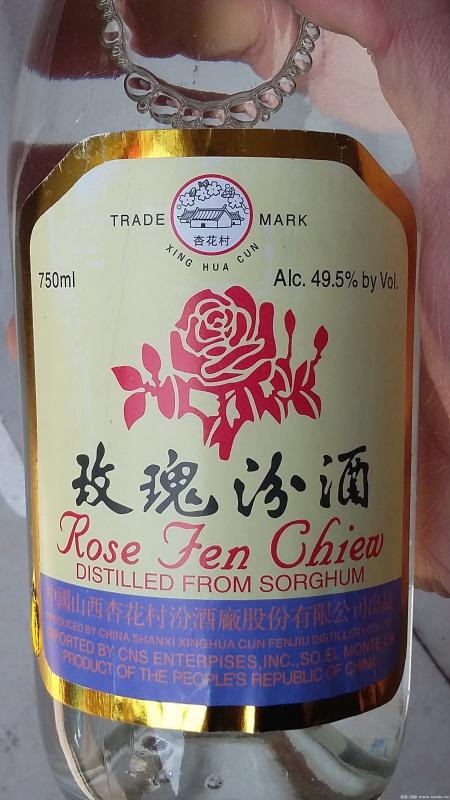 TRADE MARK
杏花村
XING HUA CUN
750ml
Alc. 49.5% by Vol.
玫瑰汾酒
Rose Fen Chiew
DISTILLED FROM SORGHUM
中國山西杏花村汾酒廠股份有限公司出品
PRODUCED BY CHINA SHANXI XINGHUA CUN FENJIU DISTILLERY CO.,LTD
IMPORTED BY CNS ENTERPISES,INC.,SO.EL MONTE CA
PRODUCT OF THE PEOPLE'S REPUBLIC OF CHINA